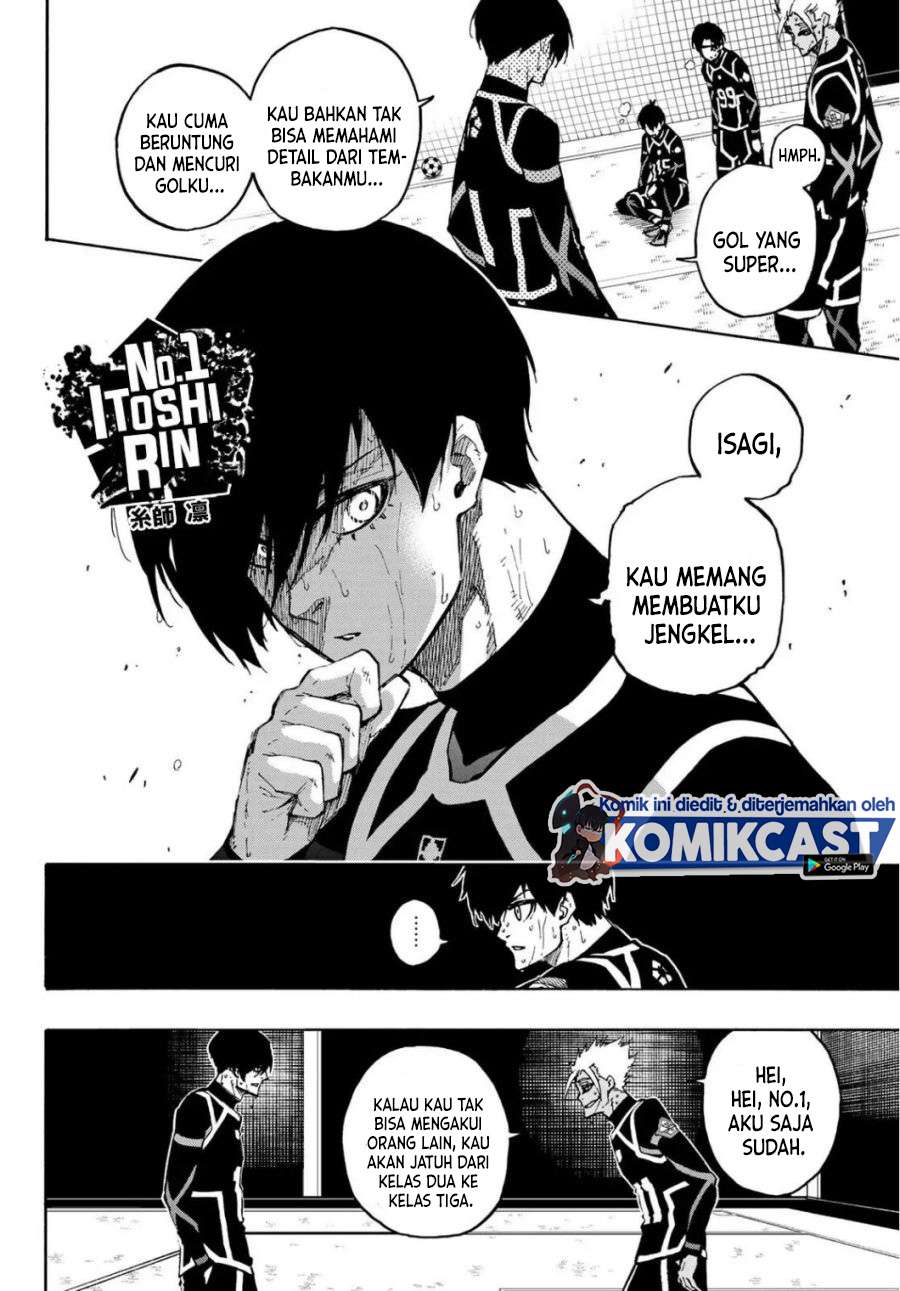 HMPH.
GOL YANG
SUPER...
KAU BAHKAN TAK
BISA MEMAHAMI
DETAIL DARI TEM-
BAKANMU...
KAU CUMA
BERUNTUNG
DAN MENCURI
GOLKU...
99
15
No.1
ITOSHI
RIN
糸師 凛
ISAGI,
KAU MEMANG
MEMBUATKU
JENGKEL...
Komik ini diedit & diterjemahkan oleh
KOMIKCAST
GET IT ON
Google Play
......
HEI,
HEI, NO.1,
AKU SAJA
SUDAH.
KALAU KAU TAK
BISA MENGAKUI
ORANG LAIN, KAU
AKAN JATUH DARI
KELAS DUA KE
KELAS TIGA.